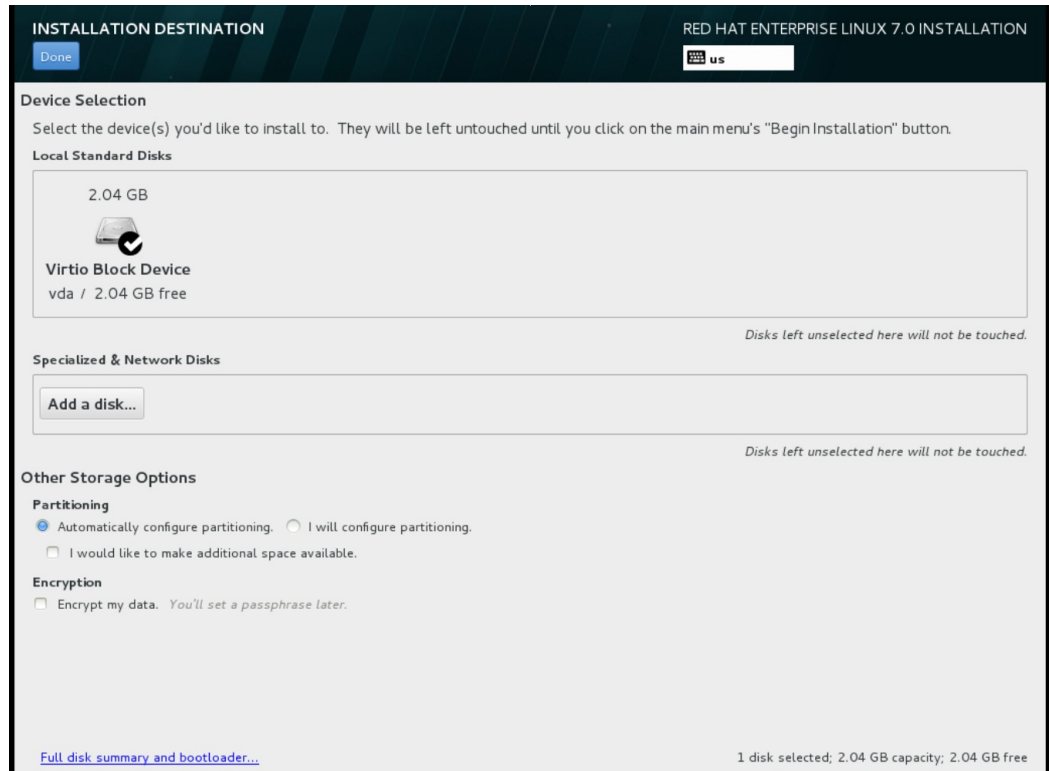 INSTALLATION DESTINATION
RED HAT ENTERPRISE LINUX 7.0 INSTALLATION
Done
us
Device Selection
Select the device(s) you'd like to install to. They will be left untouched until you click on the main menu's "Begin Installation" button.
Local Standard Disks
2.04 GB
Virtio Block Device
vda / 2.04 GB free
Disks left unselected here will not be touched.
Specialized & Network Disks
Add a disk...
Disks left unselected here will not be touched.
Other Storage Options
Partitioning
Automatically configure partitioning. I will configure partitioning.
I would like to make additional space available.
Encryption
Encrypt my data. You'll set a passphrase later.
Full disk summary and bootloader...
1 disk selected; 2.04 GB capacity; 2.04 GB free